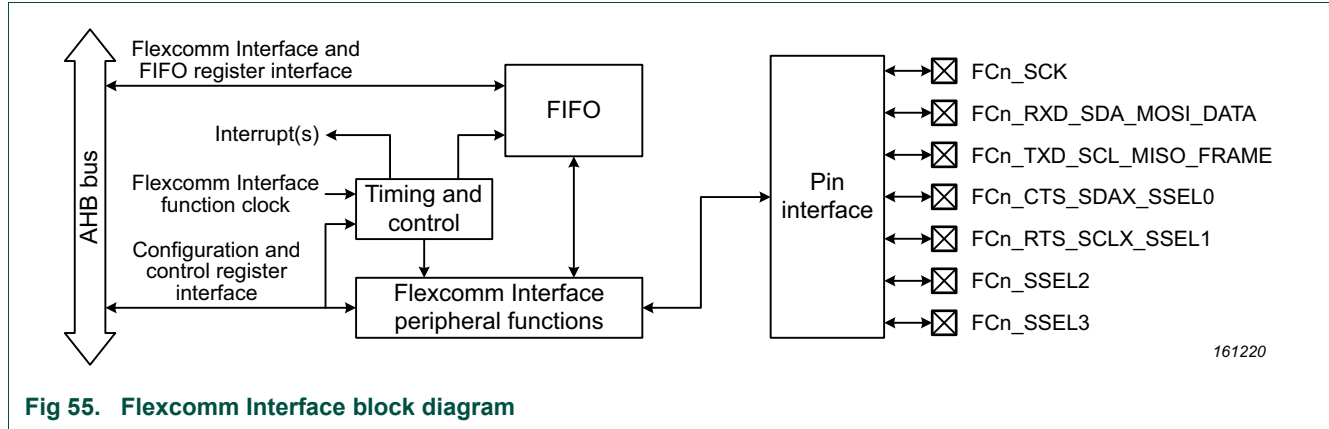 Flexcomm Interface and
FIFO register interface
FIFO
Interrupt(s)
Flexcomm Interface
function clock
Timing and
control
AHB bus
Configuration and
control register
interface
Flexcomm Interface
peripheral functions
Pin
interface
FCn_SCK
FCn_RXD_SDA_MOSI_DATA
FCn_TXD_SCL_MISO_FRAME
FCn_CTS_SDAX_SSEL0
FCn_RTS_SCLX_SSEL1
FCn_SSEL2
FCn_SSEL3
161220
Fig 55. Flexcomm Interface block diagram